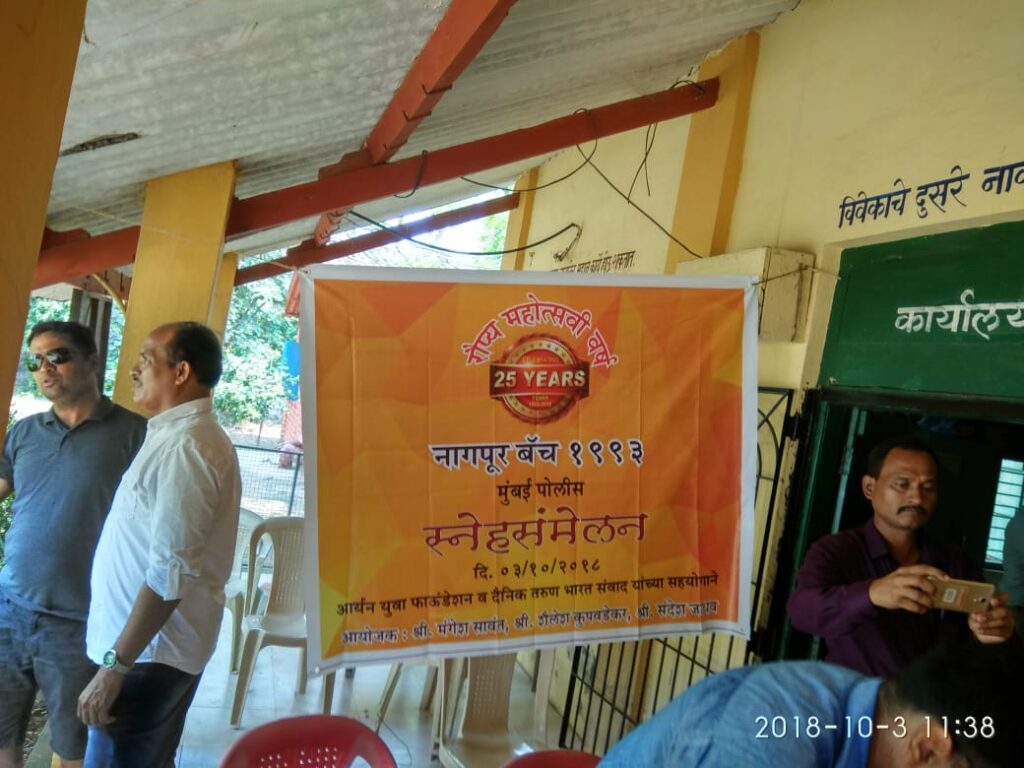 विवेकाचे दुसरे नाव
कार्यालय
रौप्य महोत्सवी वर्ष
25 YEARS
YEARS
नागपूर बॅच १९९३
मुंबई पोलीस
स्नेहसंमेलन
दि. ०३/१०/२०१८
आर्यन युवा फाऊंडेशन व दैनिक तरुण भारत संवाद यांच्या सहयोगाने
आयोजक : श्री. मंगेश सावंत, श्री. शैलेश कुपवडेकर, श्री. संदेश जाधव
2018-10-3 11:38